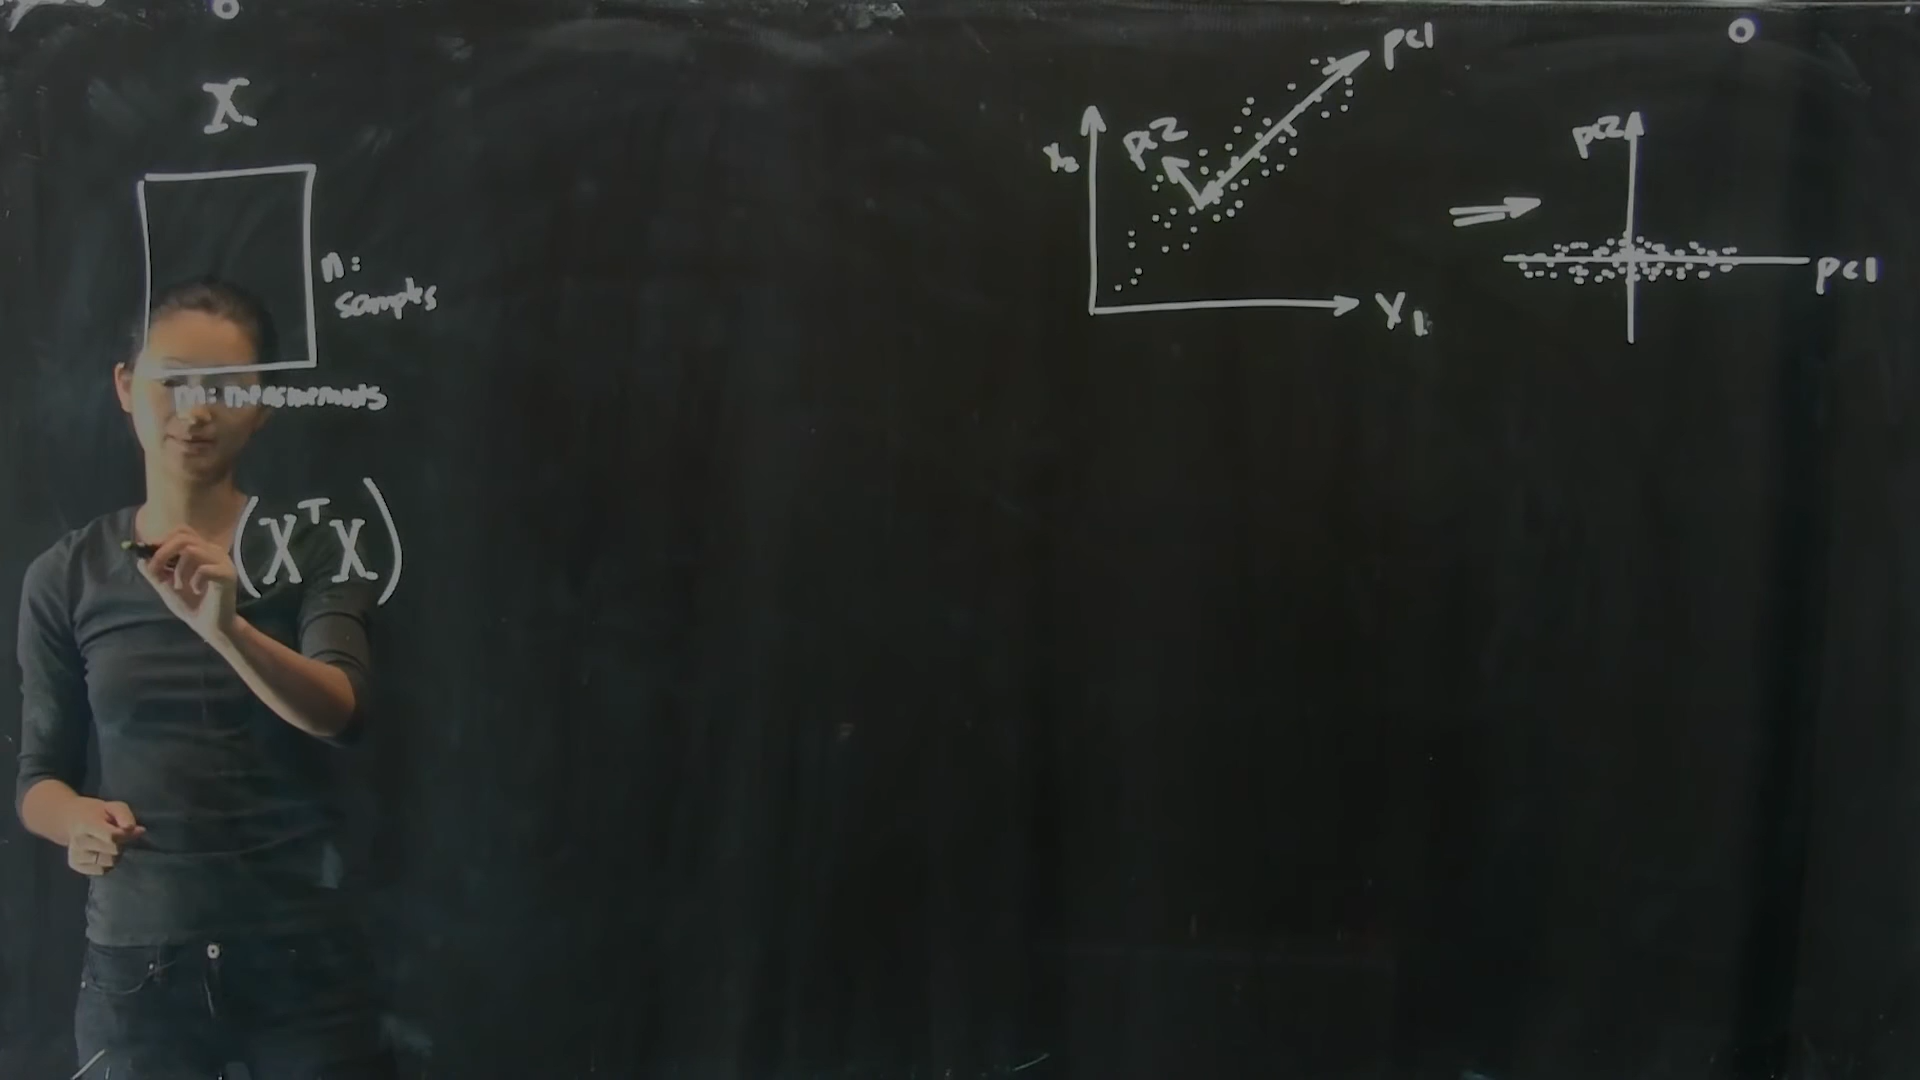 X
n:
samples
m: measurements
(XᵀX)
pc1
pc2
x₂
x₁
pc2
pc1